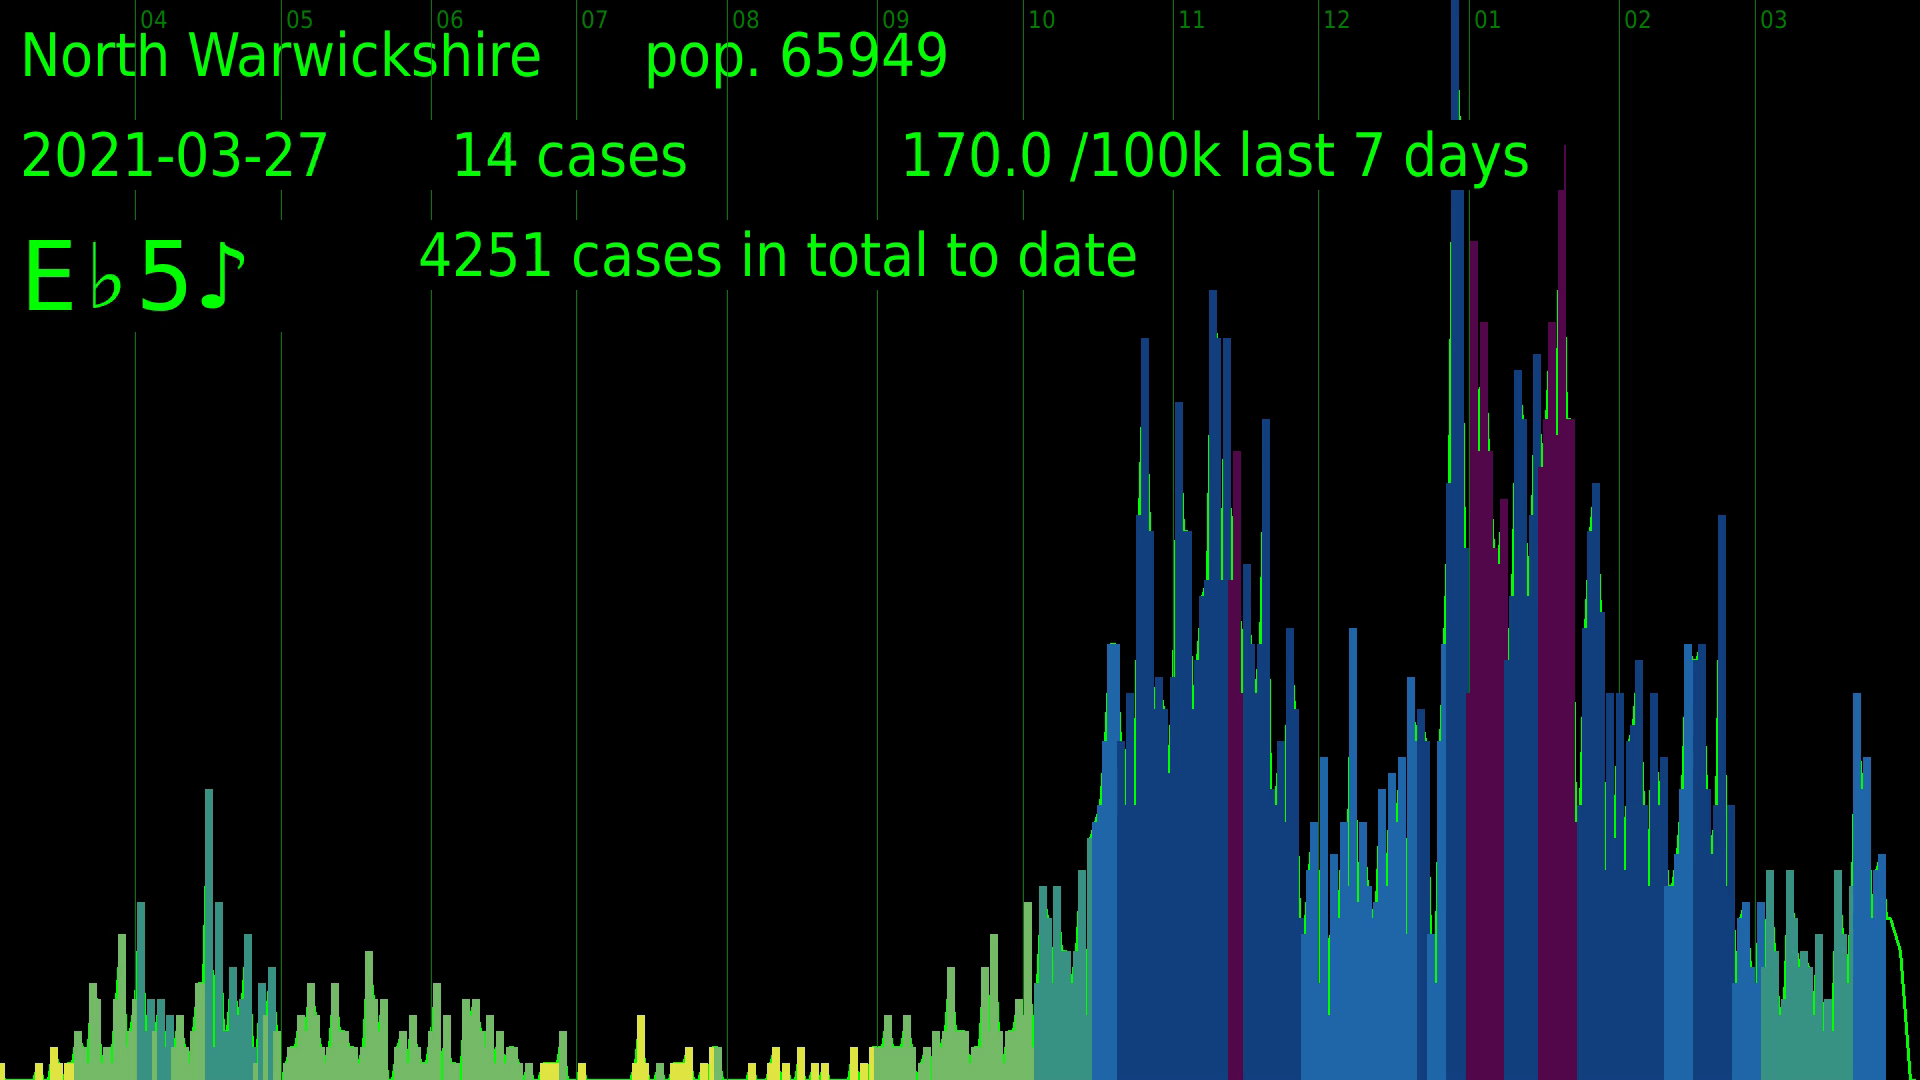 04 05 06 07 08 09 10 11 12 01 02 03
North Warwickshire pop. 65949
2021-03-27 14 cases 170.0 /100k last 7 days
E♭5♪ 4251 cases in total to date